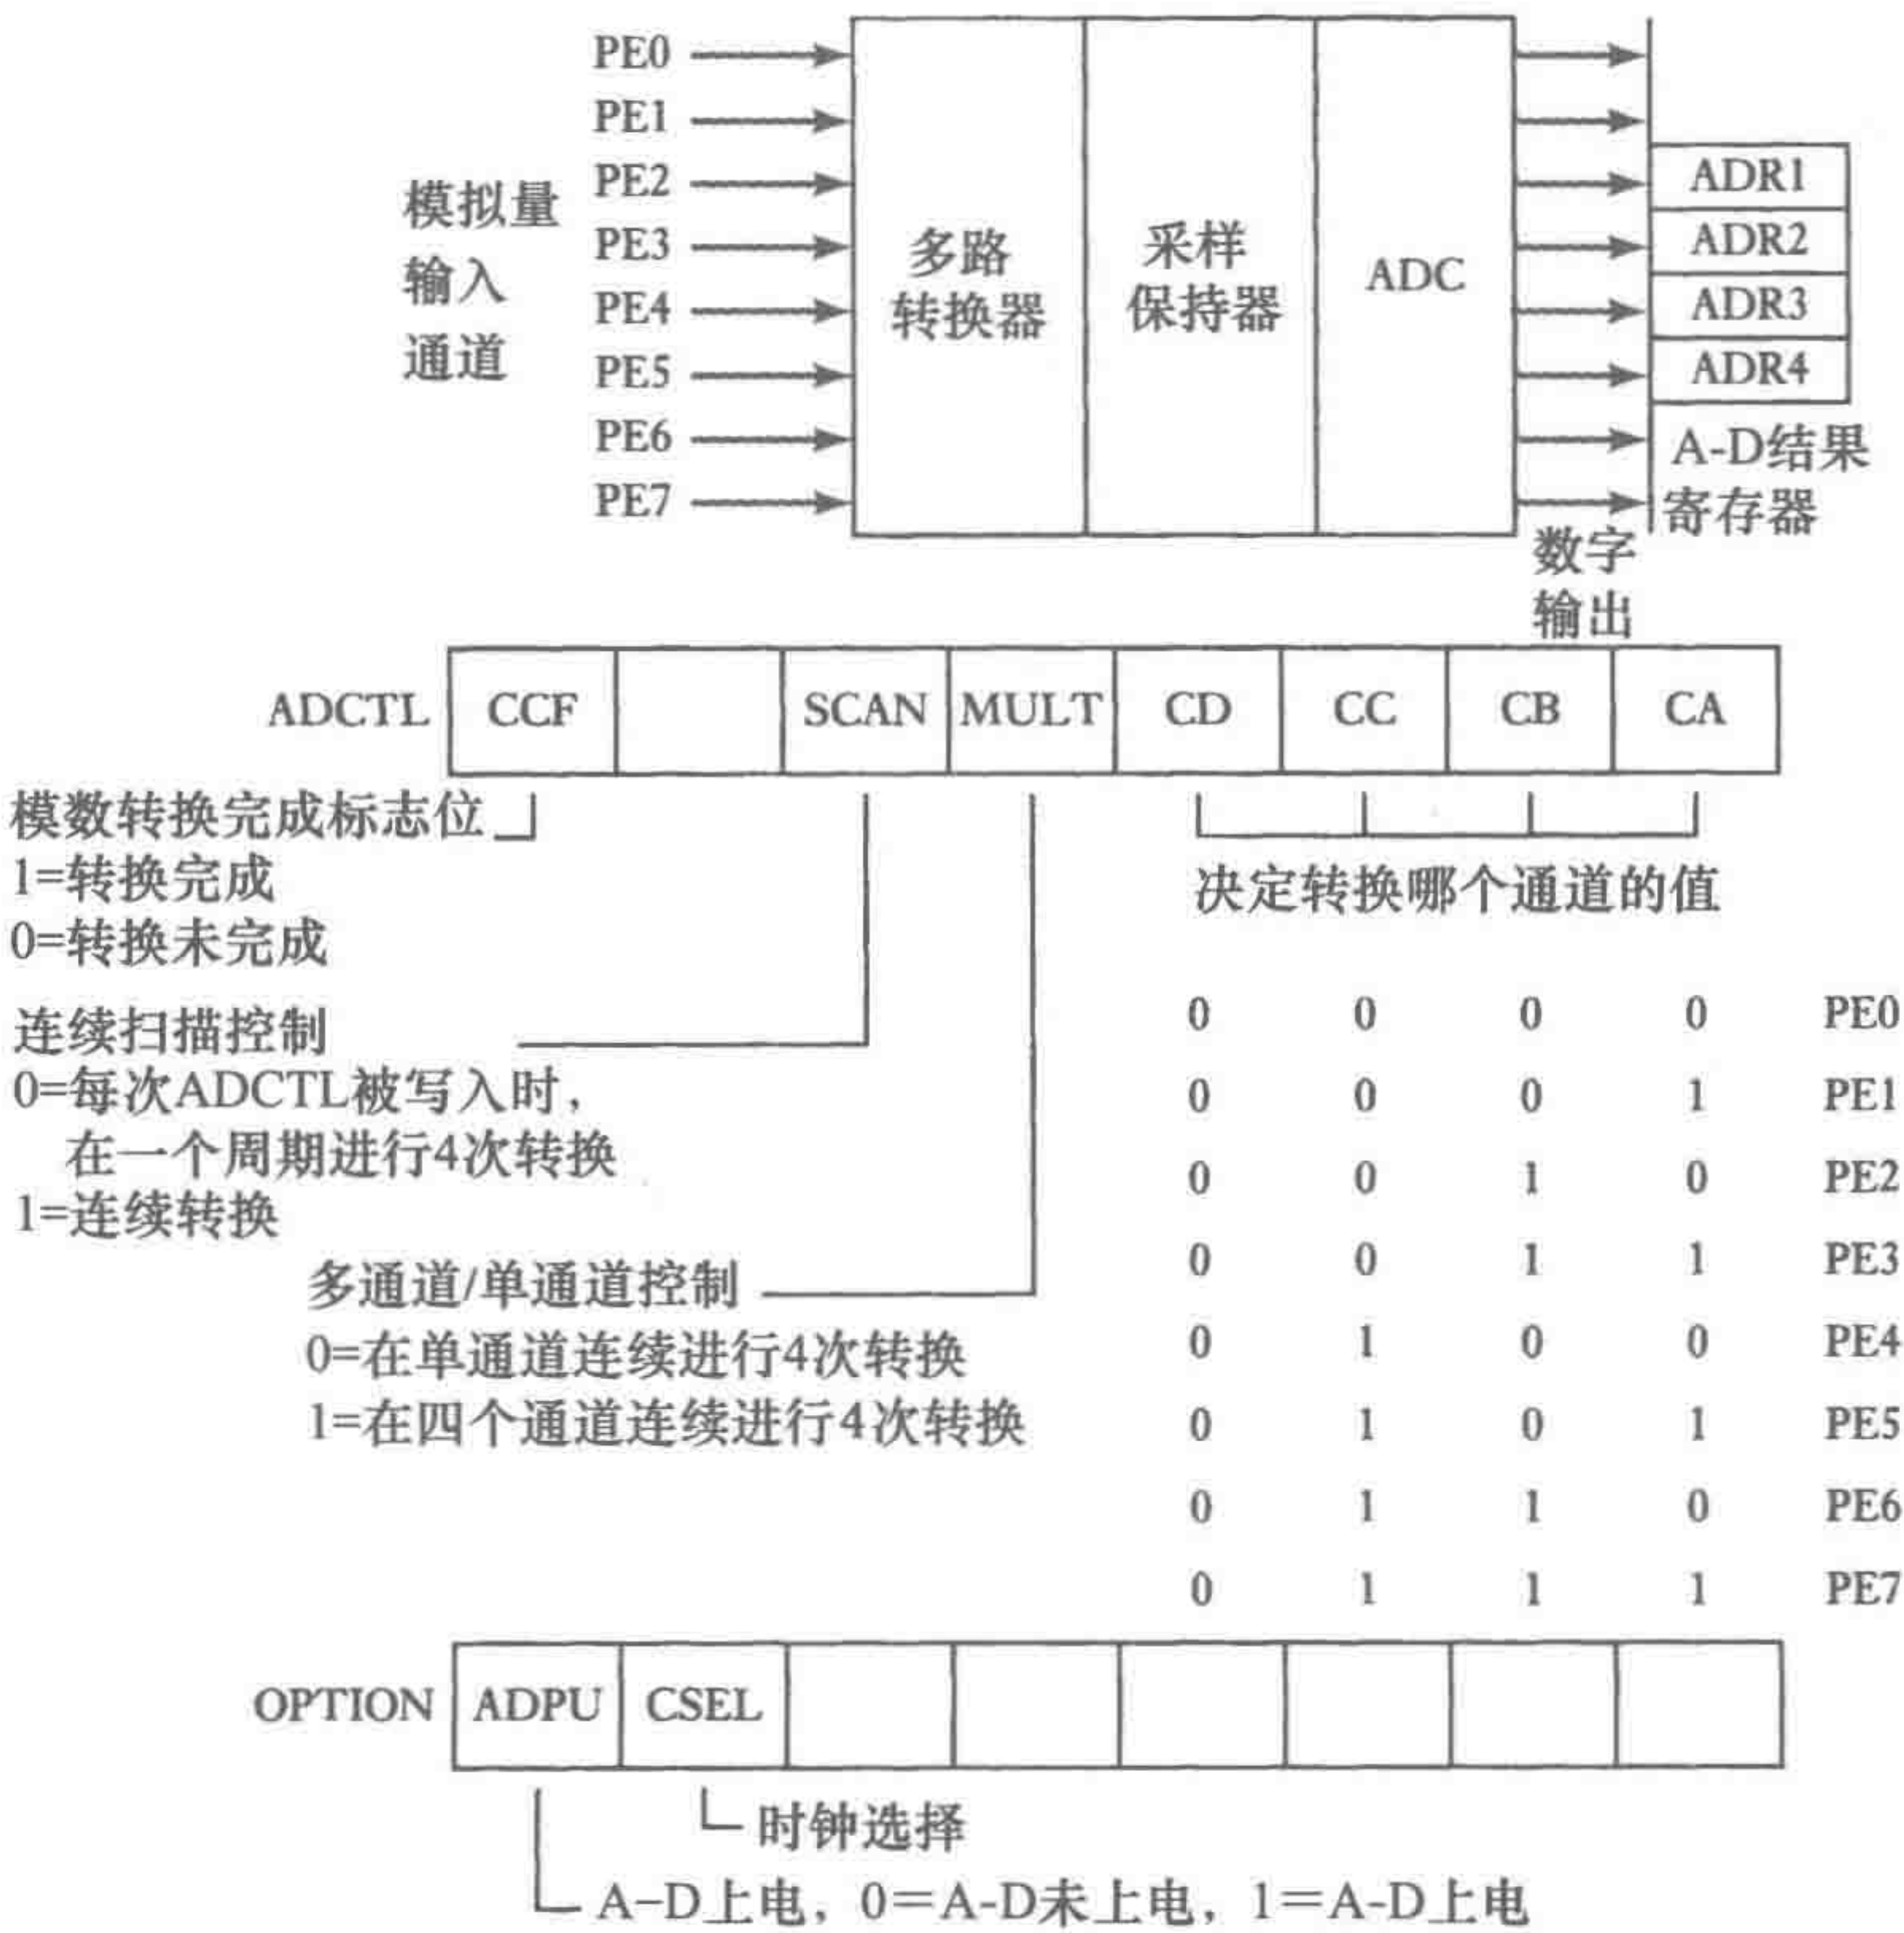 PE0
PE1
PE2
PE3
PE4
PE5
PE6
PE7
模拟量
输入
通道
多路
转换器
采样
保持器
ADC
ADR1
ADR2
ADR3
ADR4
A-D结果
寄存器
数字
输出
ADCTL CCF SCAN MULT CD CC CB CA
模数转换完成标志位
1=转换完成
0=转换未完成
决定转换哪个通道的值
连续扫描控制
0=每次ADCTL被写入时,
在一个周期进行4次转换
1=连续转换
多通道/单通道控制
0=在单通道连续进行4次转换
1=在四个通道连续进行4次转换
0 0 0 0 PE0
0 0 0 1 PE1
0 0 1 0 PE2
0 0 1 1 PE3
0 1 0 0 PE4
0 1 0 1 PE5
0 1 1 0 PE6
0 1 1 1 PE7
OPTION ADPU CSEL
时钟选择
A-D上电, 0=A-D未上电, 1=A-D上电